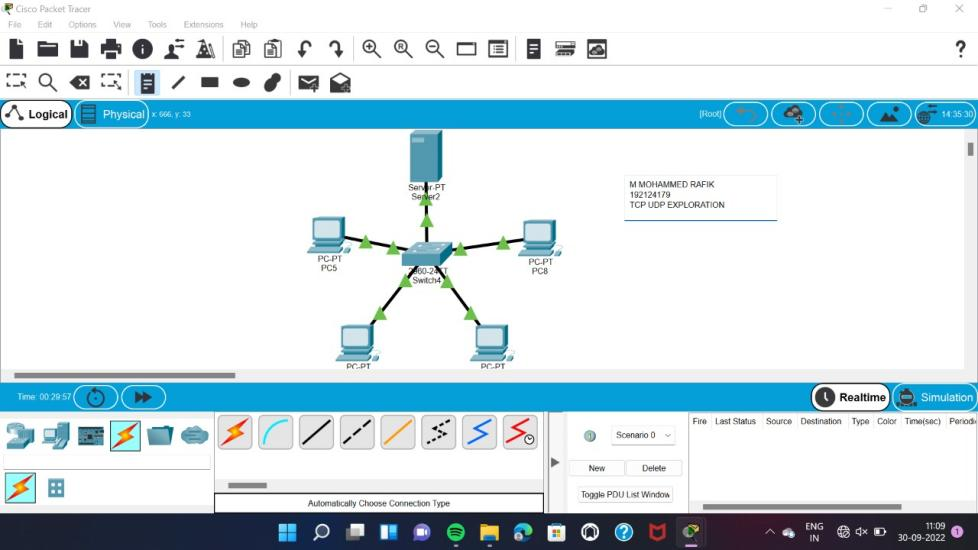 Cisco Packet Tracer
File Edit Options View Tools Extensions Help
Logical
Physical
x: 666, y: 33
[Root]
14:35:30
Server-PT
Server2
M MOHAMMED RAFIK
192124179
TCP UDP EXPLORATION
PC-PT
PC5
PC-PT
PC8
2960-24TT
Switch4
PC-PT
PC-PT
Time: 00:29:57
Realtime
Simulation
Scenario 0
New
Delete
Toggle PDU List Window
Fire Last Status Source Destination Type Color Time(sec) Periodi
Automatically Choose Connection Type
ENG
IN
11:09
30-09-2022
1